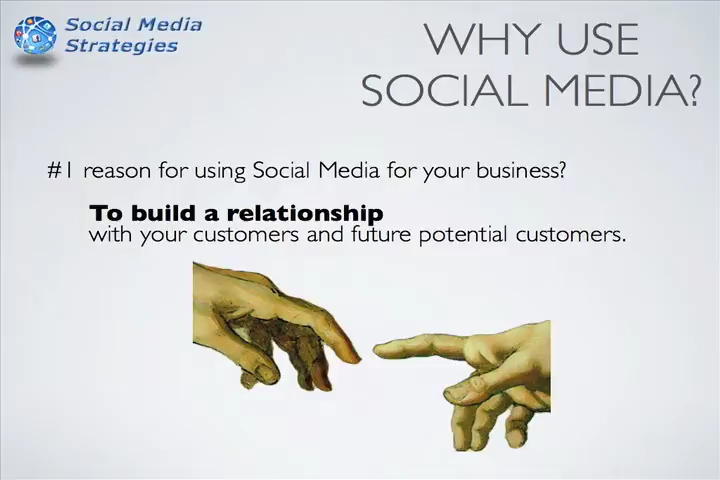 Social Media
Strategies
WHY USE
SOCIAL MEDIA?
#1 reason for using Social Media for your business?
To build a relationship
with your customers and future potential customers.